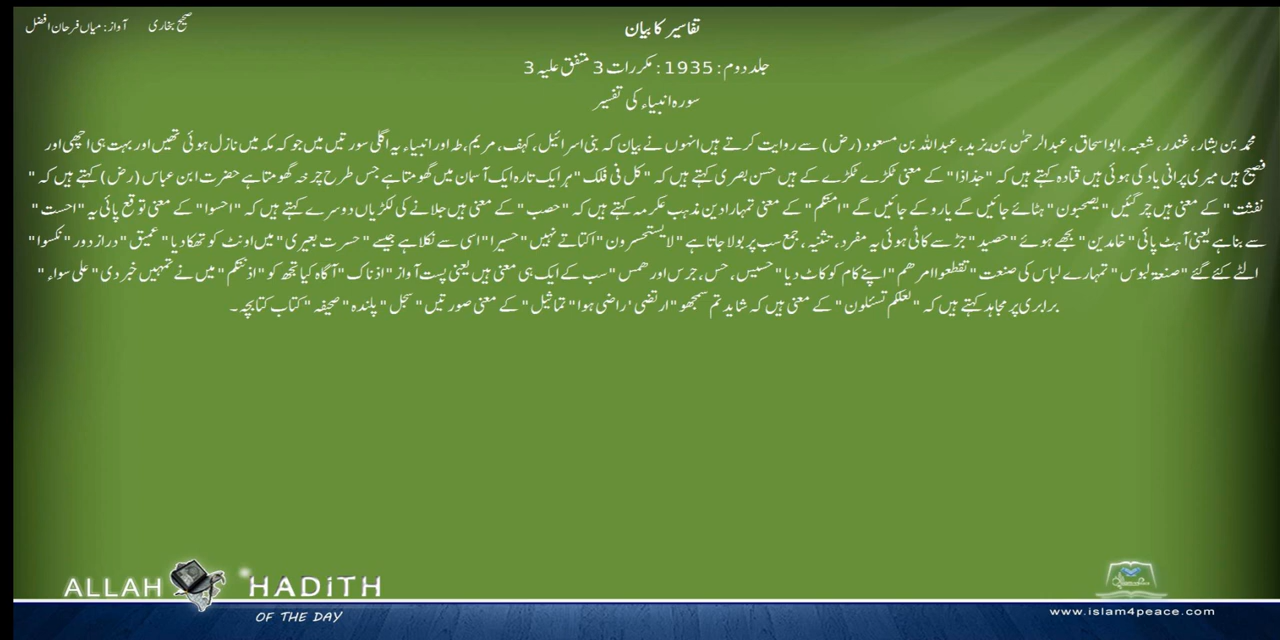 صحیح بخاری
آواز: میاں فرحان افضل
تفاسیر کا بیان
جلد دوم : 1935 : مکررات 3 متفق علیہ 3
سورہ انبیاء کی تفسیر
محمد بن بشار، غندر، شعبہ، ابواسحاق، عبدالرحمٰن بن یزید، عبداللہ بن مسعود (رض) سے روایت کرتے ہیں انہوں نے بیان کہ بنی اسرائیل، کہف، مریم، طہ اور انبیاء یہ اگلی سورتیں میں جو کہ مکہ میں نازل ہوئی تھیں اور بہت ہی اچھی اور
فصیح ہیں میری پرانی یاد کی ہوئی ہیں قتادہ کہتے ہیں کہ "جذاذا" کے معنی ٹکڑے ٹکڑے کے ہیں حسن بصری کہتے ہیں کہ "کل فی فلک" ہر ایک تارہ ایک آسمان میں گھومتا ہے جس طرح چرخہ گھومتا ہے حضرت ابن عباس (رض) کہتے ہیں کہ "
نفشت" کے معنی ہیں چر گئیں "یصحبون" ہٹائے جائیں گے یا روکے جائیں گے "امتکم" کے معنی تمہارا دین مذہب عکرمہ کہتے ہیں کہ "حصب" کے معنی ہیں جلانے کی لکڑیاں دوسرے کہتے ہیں کہ "احسوا" کے معنی توقع پائی یہ "احست"
سے بنا ہے یعنی آہٹ پائی "خامدین" بجھے ہوئے "حصید" جڑ سے کاٹی ہوئی یہ مفرد، تثنیہ، جمع سب پر بولا جاتا ہے "لا یستحسرون" اکتاتے نہیں "حسیرا" اسی سے نکلا ہے جیسے "حسرت بعیری" میں اونٹ کو تھکا دیا "عمیق" دراز دور "نکسوا"
الٹے کئے گئے "صنعۃ لبوس" تمہارے لباس کی صنعت "تقطعوا امرھم" اپنے کام کو کاٹ دیا "حسیس، حس، جرس اور ھمس" سب کے ایک ہی معنی ہیں یعنی پست آواز "اذناک" آگاہ کیا تجھ کو "اذنتکم" میں نے تمہیں خبر دی "علی سواء"
برابری پر مجاہد کہتے ہیں کہ "لعلکم تسئلون" کے معنی ہیں کہ شاید تم سمجھو "ارتضی 'راضی ہوا" تماثیل" کے معنی صورتیں "سجل" پلندہ "صحیفہ" کتاب کتابچہ۔
ALLAH HADITH
OF THE DAY
www.islam4peace.com